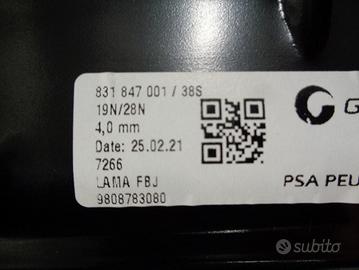 831 847 001 / 38S
19N/28N
4,0 mm
Date: 25.02.21
7266
LAMA FBJ
9808783080
G
PSA PEU
subito